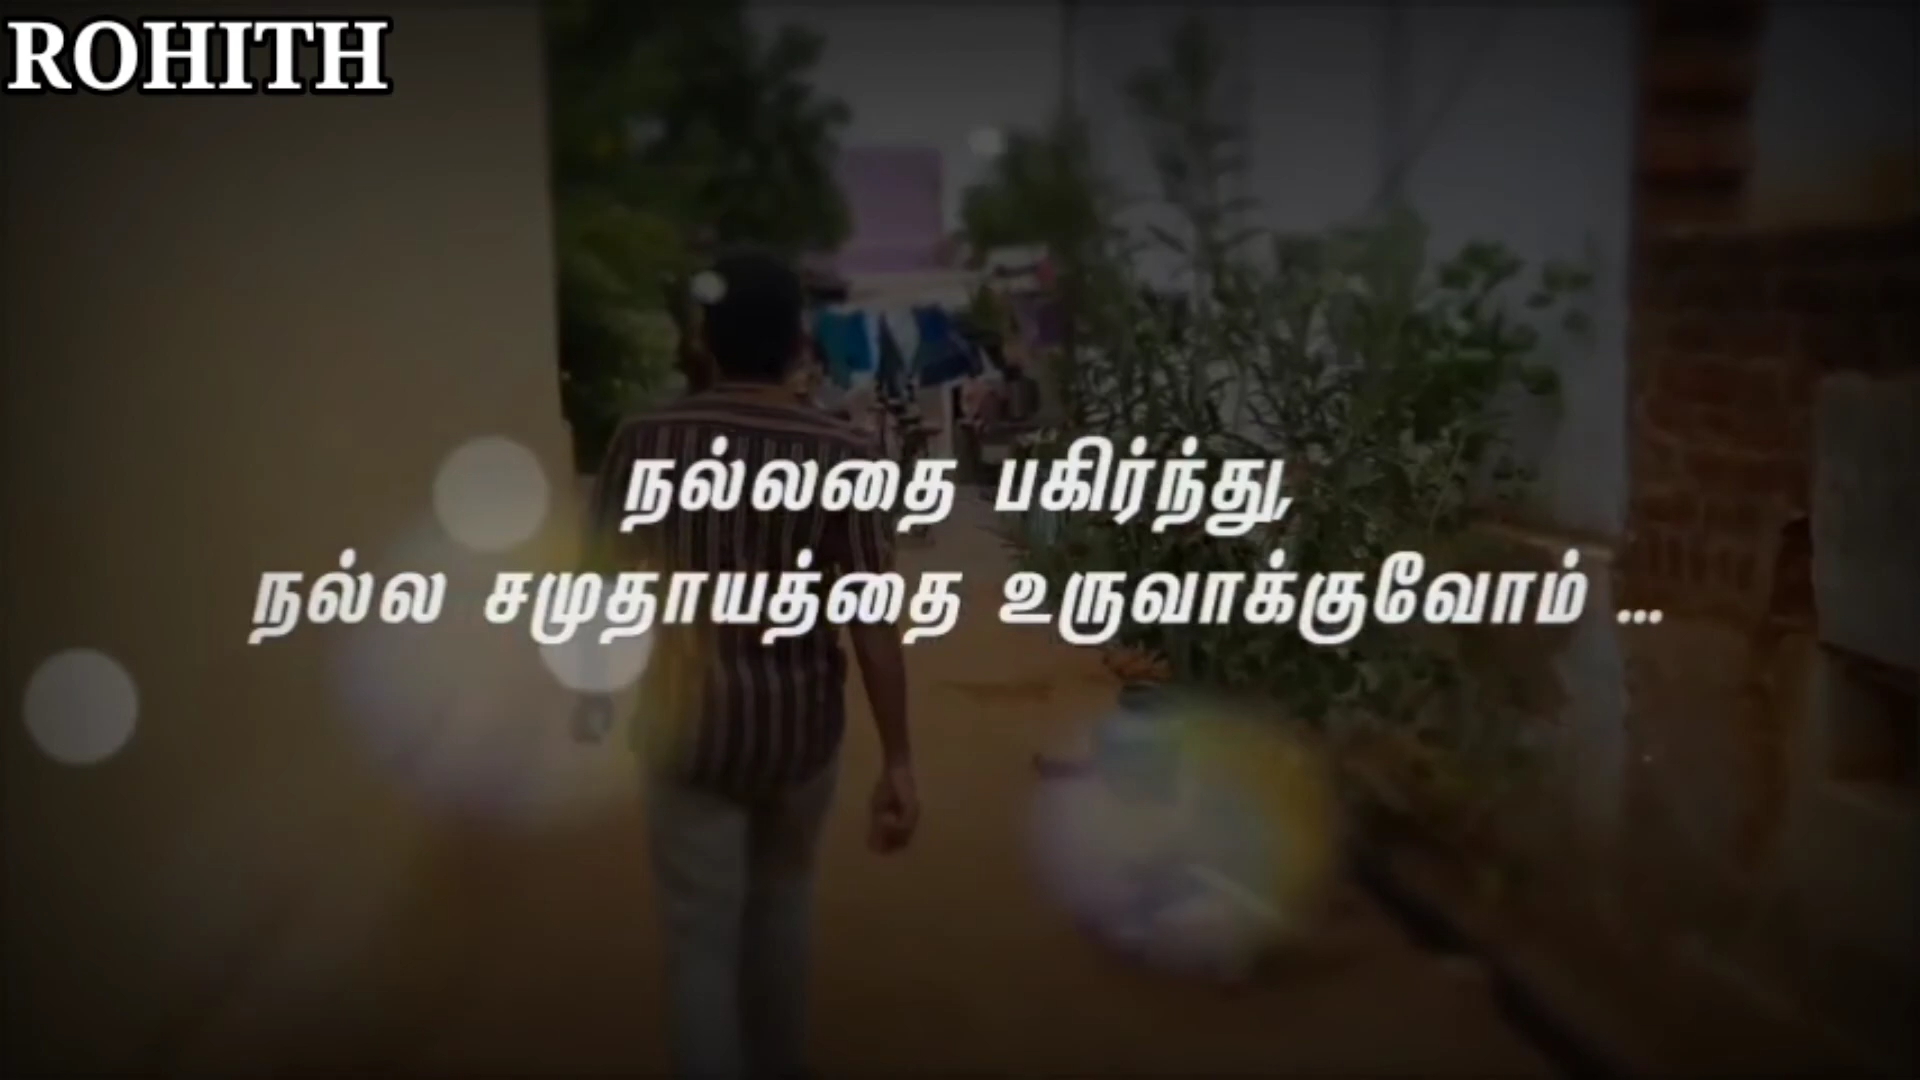 ROHITH
நல்லதை பகிர்ந்து,
நல்ல சமுதாயத்தை உருவாக்குவோம் ...